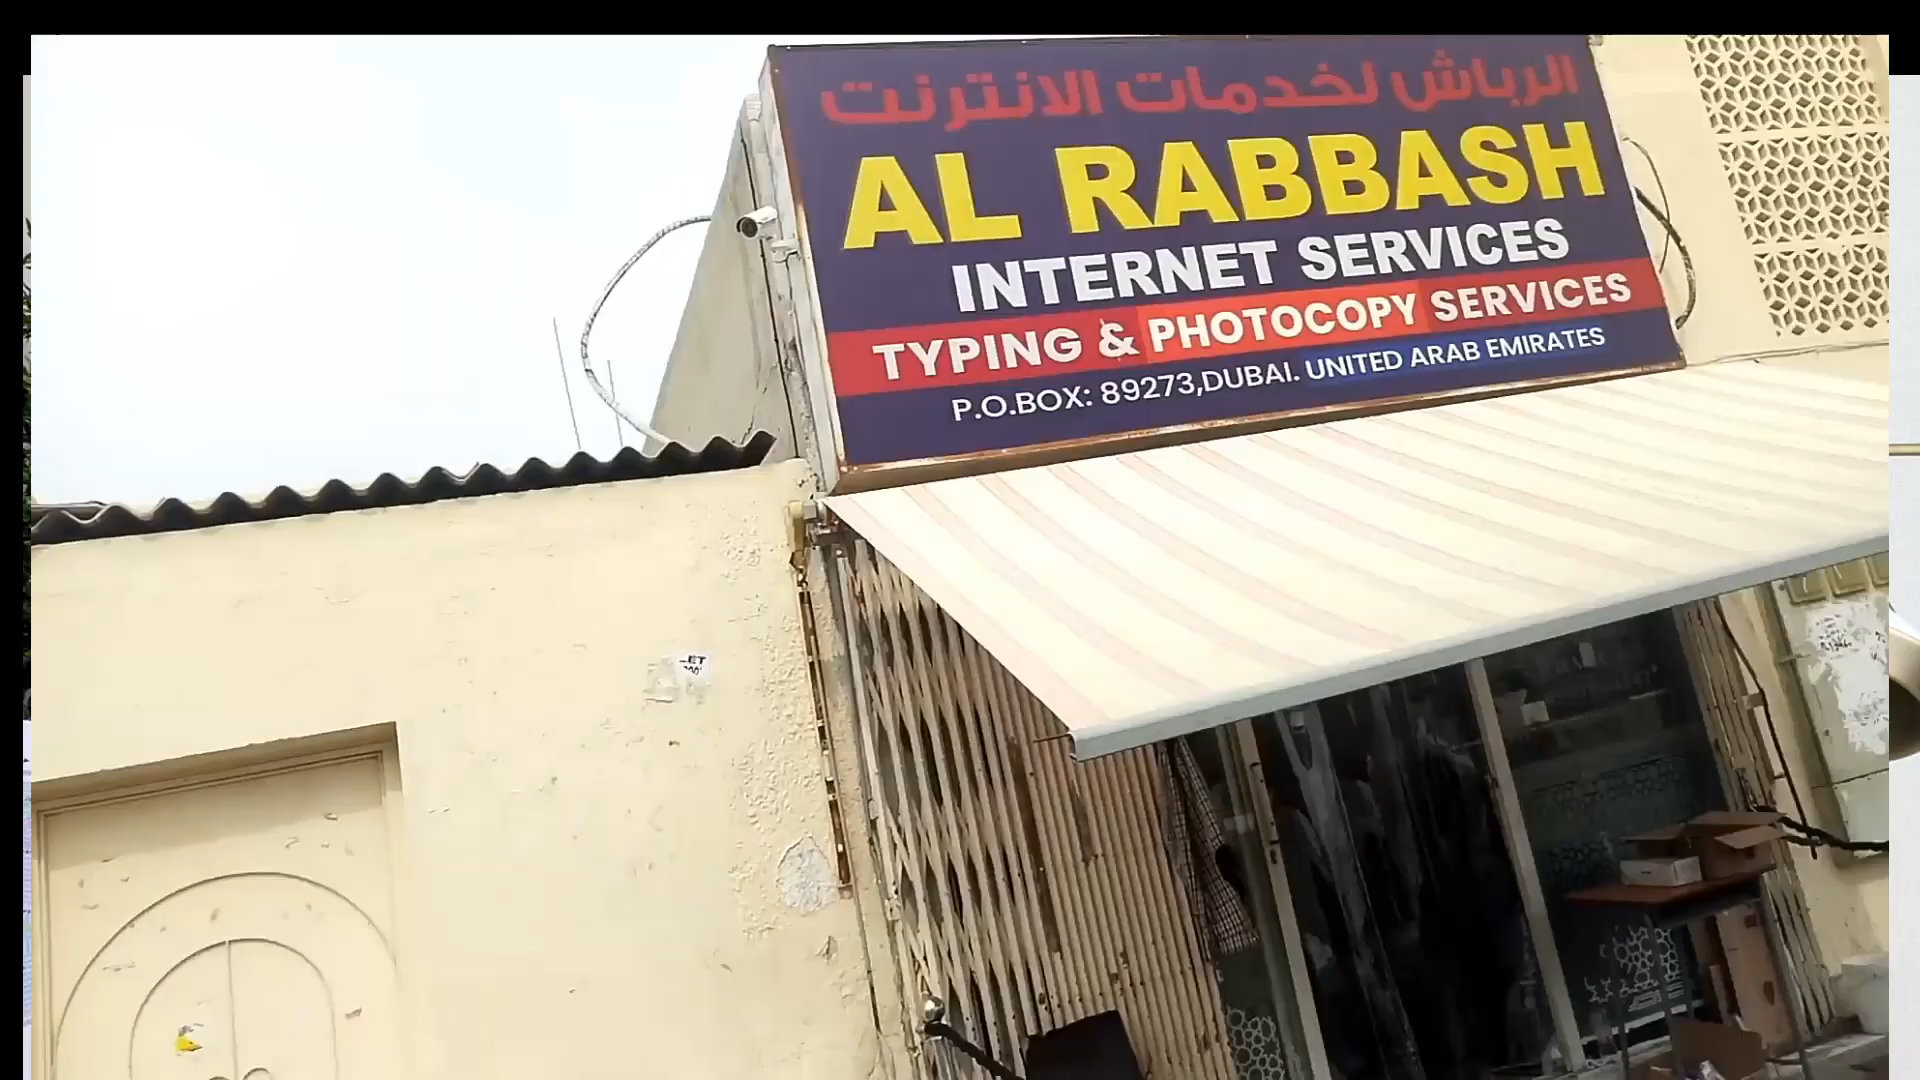 الرباش لخدمات الانترنت
AL RABBASH
INTERNET SERVICES
TYPING & PHOTOCOPY SERVICES
P.O.BOX: 89273,DUBAI. UNITED ARAB EMIRATES